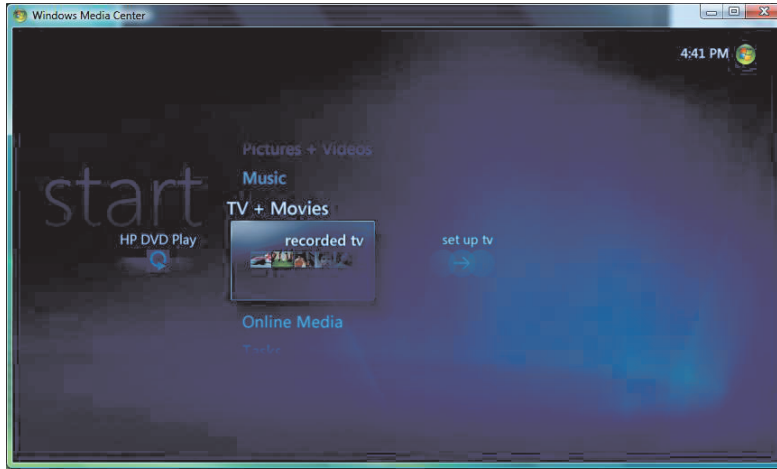 Windows Media Center
4:41 PM
Pictures + Videos
Music
start
TV + Movies
HP DVD Play
recorded tv
set up tv
Online Media
Tasks